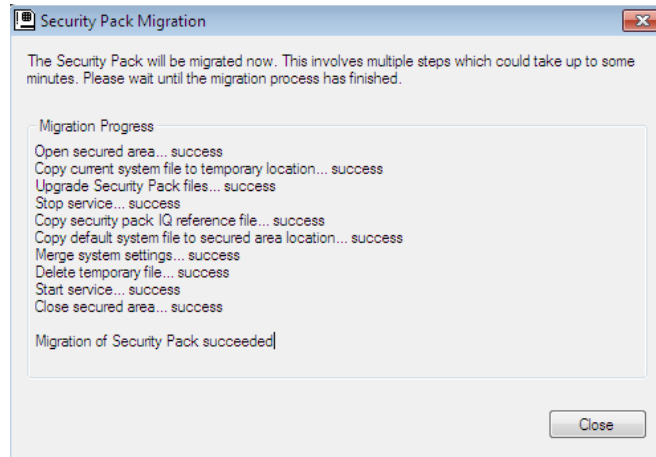 Security Pack Migration
The Security Pack will be migrated now. This involves multiple steps which could take up to some
minutes. Please wait until the migration process has finished.
Migration Progress
Open secured area... success
Copy current system file to temporary location... success
Upgrade Security Pack files... success
Stop service... success
Copy security pack IQ reference file... success
Copy default system file to secured area location... success
Merge system settings... success
Delete temporary file... success
Start service... success
Close secured area... success
Migration of Security Pack succeeded
Close